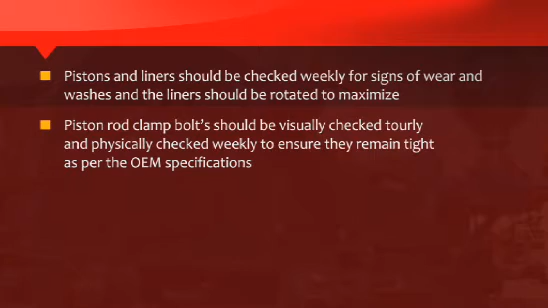 Pistons and liners should be checked weekly for signs of wear and
washes and the liners should be rotated to maximize
Piston rod clamp bolt's should be visually checked tourly
and physically checked weekly to ensure they remain tight
as per the OEM specifications